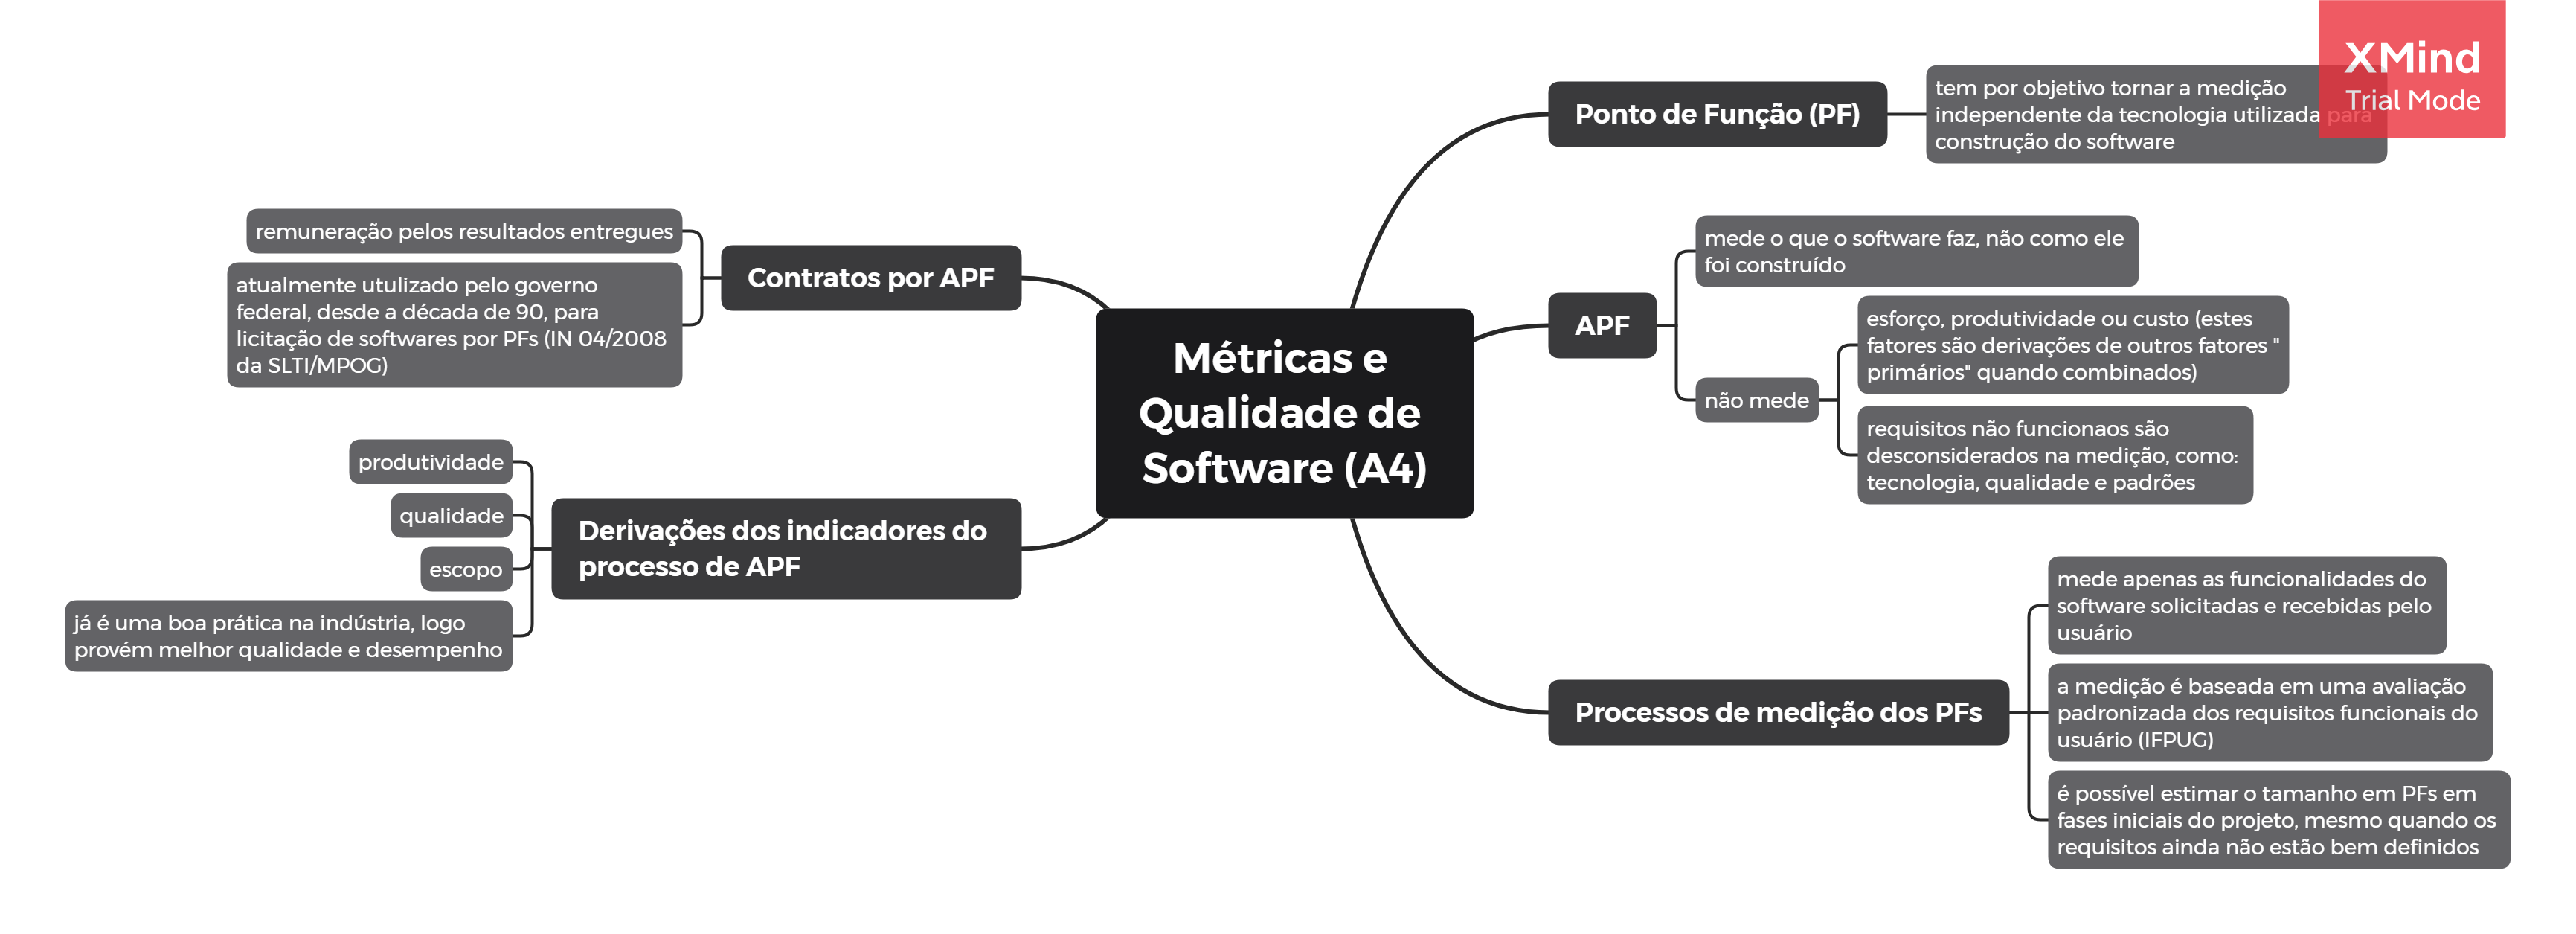 Métricas e
Qualidade de
Software (A4)
Ponto de Função (PF)
tem por objetivo tornar a medição
independente da tecnologia utilizada para
construção do software
XMind
Trial Mode
APF
mede o que o software faz, não como ele
foi construído
não mede
esforço, produtividade ou custo (estes
fatores são derivações de outros fatores "
primários" quando combinados)
requisitos não funcionaos são
desconsiderados na medição, como:
tecnologia, qualidade e padrões
Processos de medição dos PFs
mede apenas as funcionalidades do
software solicitadas e recebidas pelo
usuário
a medição é baseada em uma avaliação
padronizada dos requisitos funcionais do
usuário (IFPUG)
é possível estimar o tamanho em PFs em
fases iniciais do projeto, mesmo quando os
requisitos ainda não estão bem definidos
Contratos por APF
remuneração pelos resultados entregues
atualmente utulizado pelo governo
federal, desde a década de 90, para
licitação de softwares por PFs (IN 04/2008
da SLTI/MPOG)
Derivações dos indicadores do
processo de APF
produtividade
qualidade
escopo
já é uma boa prática na indústria, logo
provém melhor qualidade e desempenho